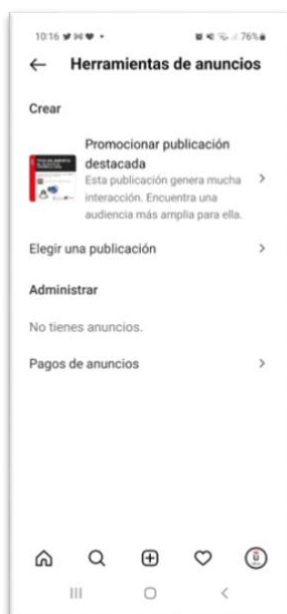 10:16
76%
Herramientas de anuncios
Crear
Promocionar publicación
destacada
Esta publicación genera mucha
interacción. Encuentra una
audiencia más amplia para ella.
Elegir una publicación
Administrar
No tienes anuncios.
Pagos de anuncios